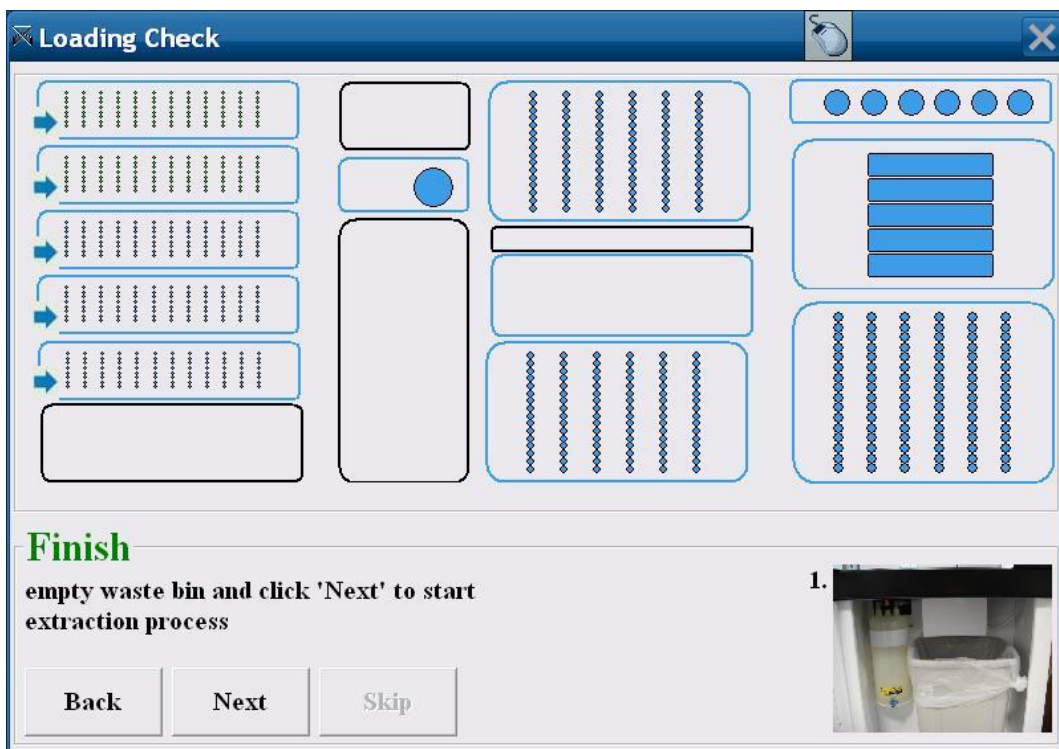 Loading Check
Finish
empty waste bin and click 'Next' to start
extraction process
1.
Back
Next
Skip